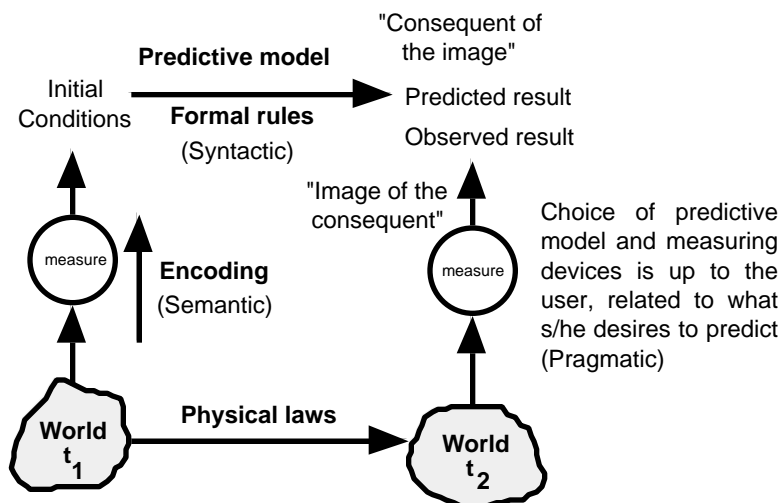 "Consequent of
the image"
Predictive model
Initial
Conditions
Predicted result
Formal rules
(Syntactic)
Observed result
"Image of the
consequent"
measure
Encoding
(Semantic)
measure
Choice of predictive
model and measuring
devices is up to the
user, related to what
s/he desires to predict
(Pragmatic)
Physical laws
World
t1
World
t2